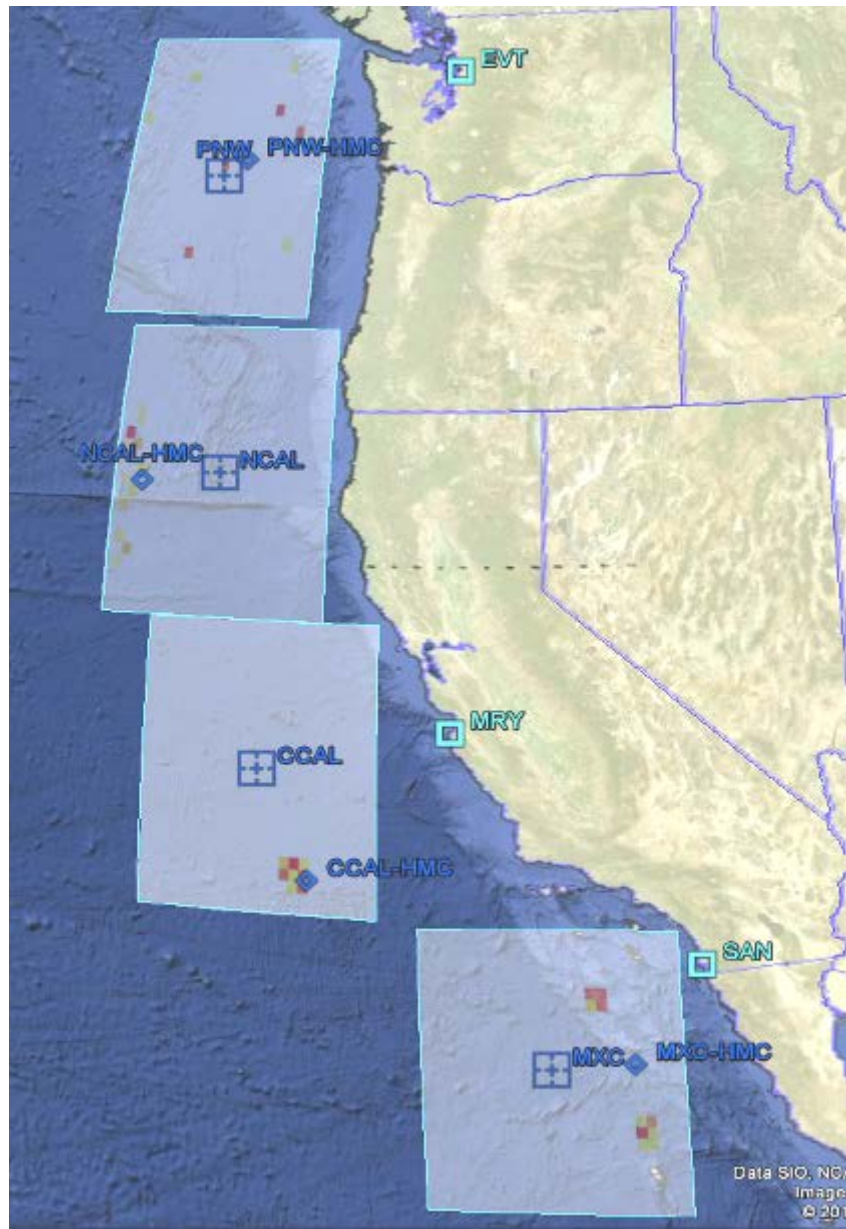 EVT
PNW PNW-HMC
NCAL-HMC NCAL
MRY
CCAL
CCAL-HMC
SAN
MXC MXC-HMC
Data SIO, NO
Image
© 201